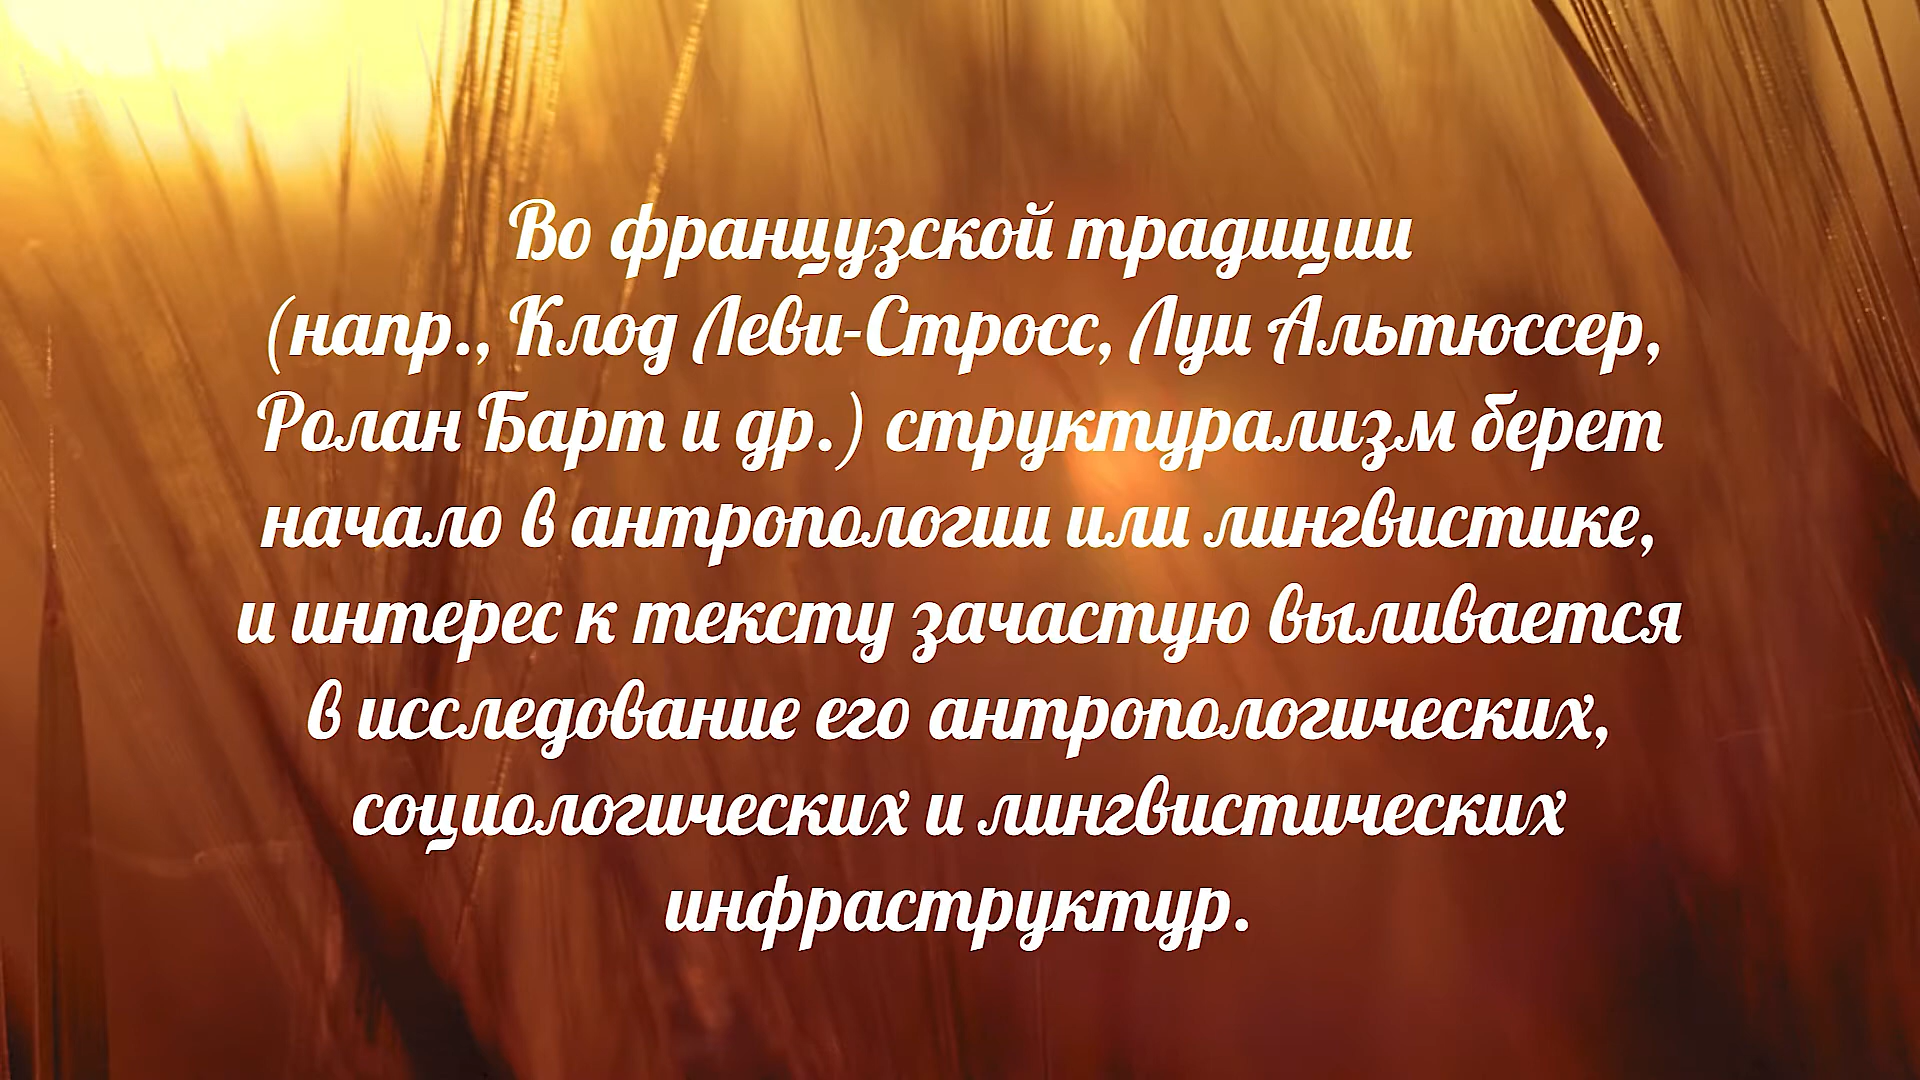 Во французской традиции
(напр., Клод Леви-Стросс, Луи Альтюссер,
Ролан Барт и др.) структурализм берет
начало в антропологии или лингвистике,
и интерес к тексту зачастую выливается
в исследование его антропологических,
социологических и лингвистических
инфраструктур.